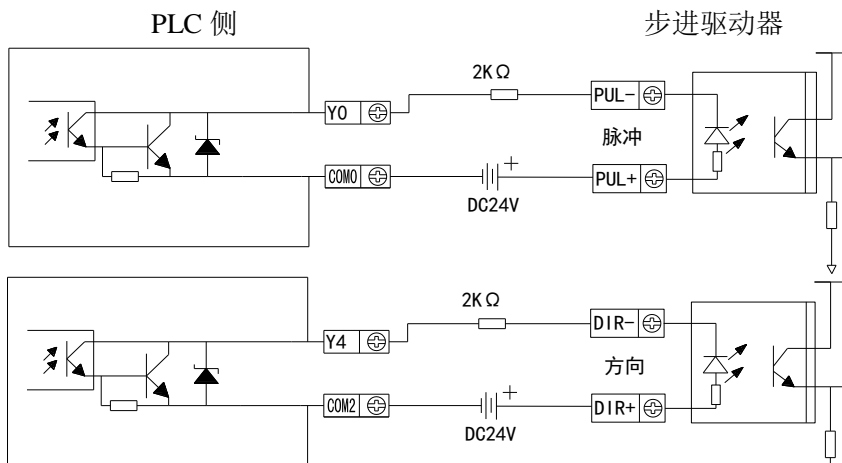 PLC 侧
步进驱动器
2KΩ
Y0
PUL-
脉冲
COM0
+
DC24V
PUL+
2KΩ
Y4
DIR-
方向
COM2
+
DC24V
DIR+